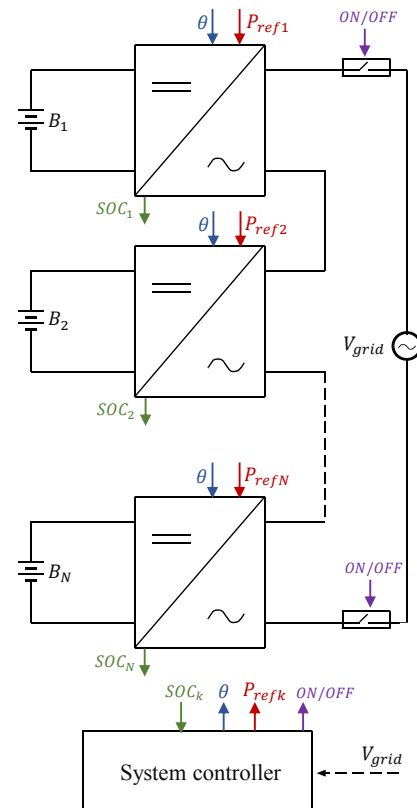 θ P_ref1 ON/OFF
B_1
SOC_1
θ P_ref2
B_2
V_grid
SOC_2
θ P_refN
B_N
ON/OFF
SOC_N
SOC_k θ P_refk ON/OFF
V_grid
System controller